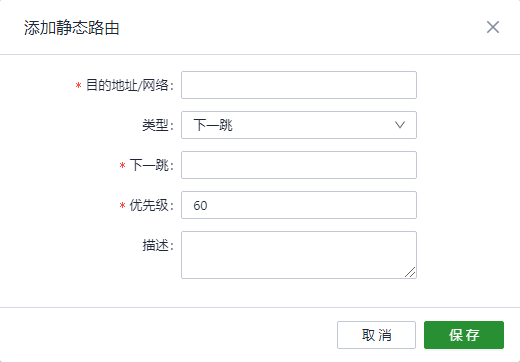 添加静态路由
* 目的地址/网络:
类型: 下一跳
* 下一跳:
* 优先级: 60
描述:
取消 保存